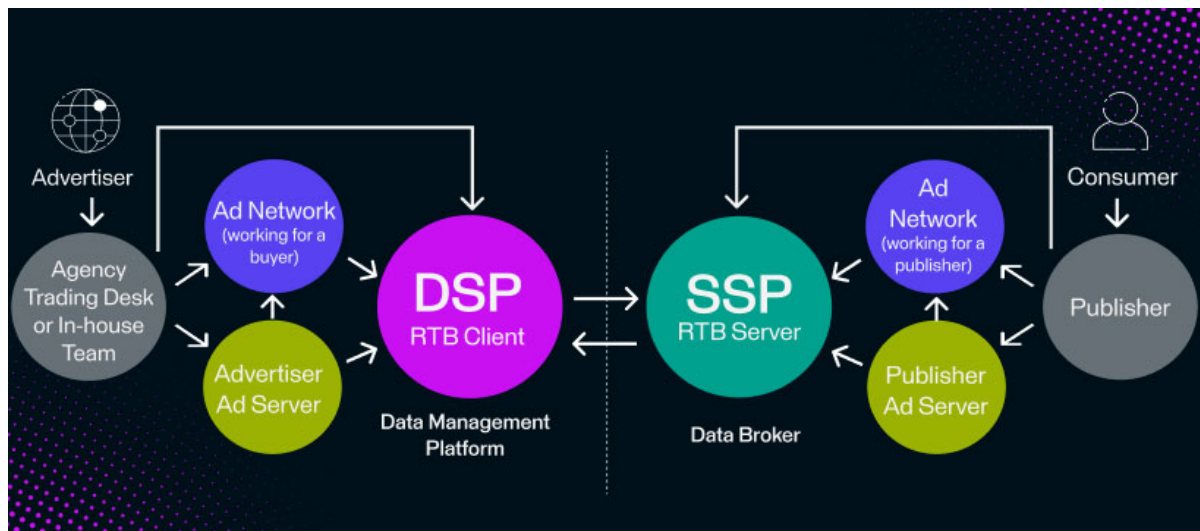 Advertiser
Agency
Trading Desk
or In-house
Team
Ad Network
(working for a
buyer)
Advertiser
Ad Server
DSP
RTB Client
Data Management
Platform
SSP
RTB Server
Data Broker
Ad
Network
(working for a
publisher)
Publisher
Ad Server
Consumer
Publisher